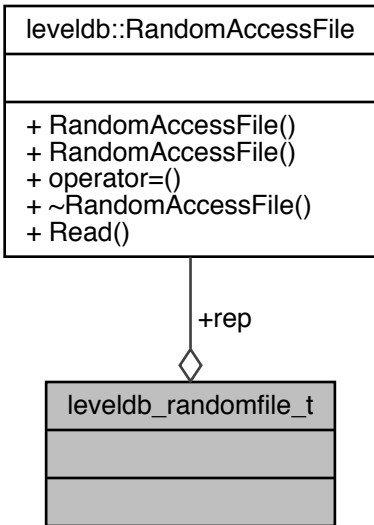 leveldb::RandomAccessFile
+ RandomAccessFile()
+ RandomAccessFile()
+ operator=()
+ ~RandomAccessFile()
+ Read()
+rep
leveldb_randomfile_t